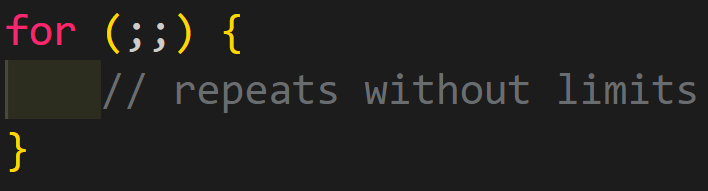 for (;;) {
    // repeats without limits
}